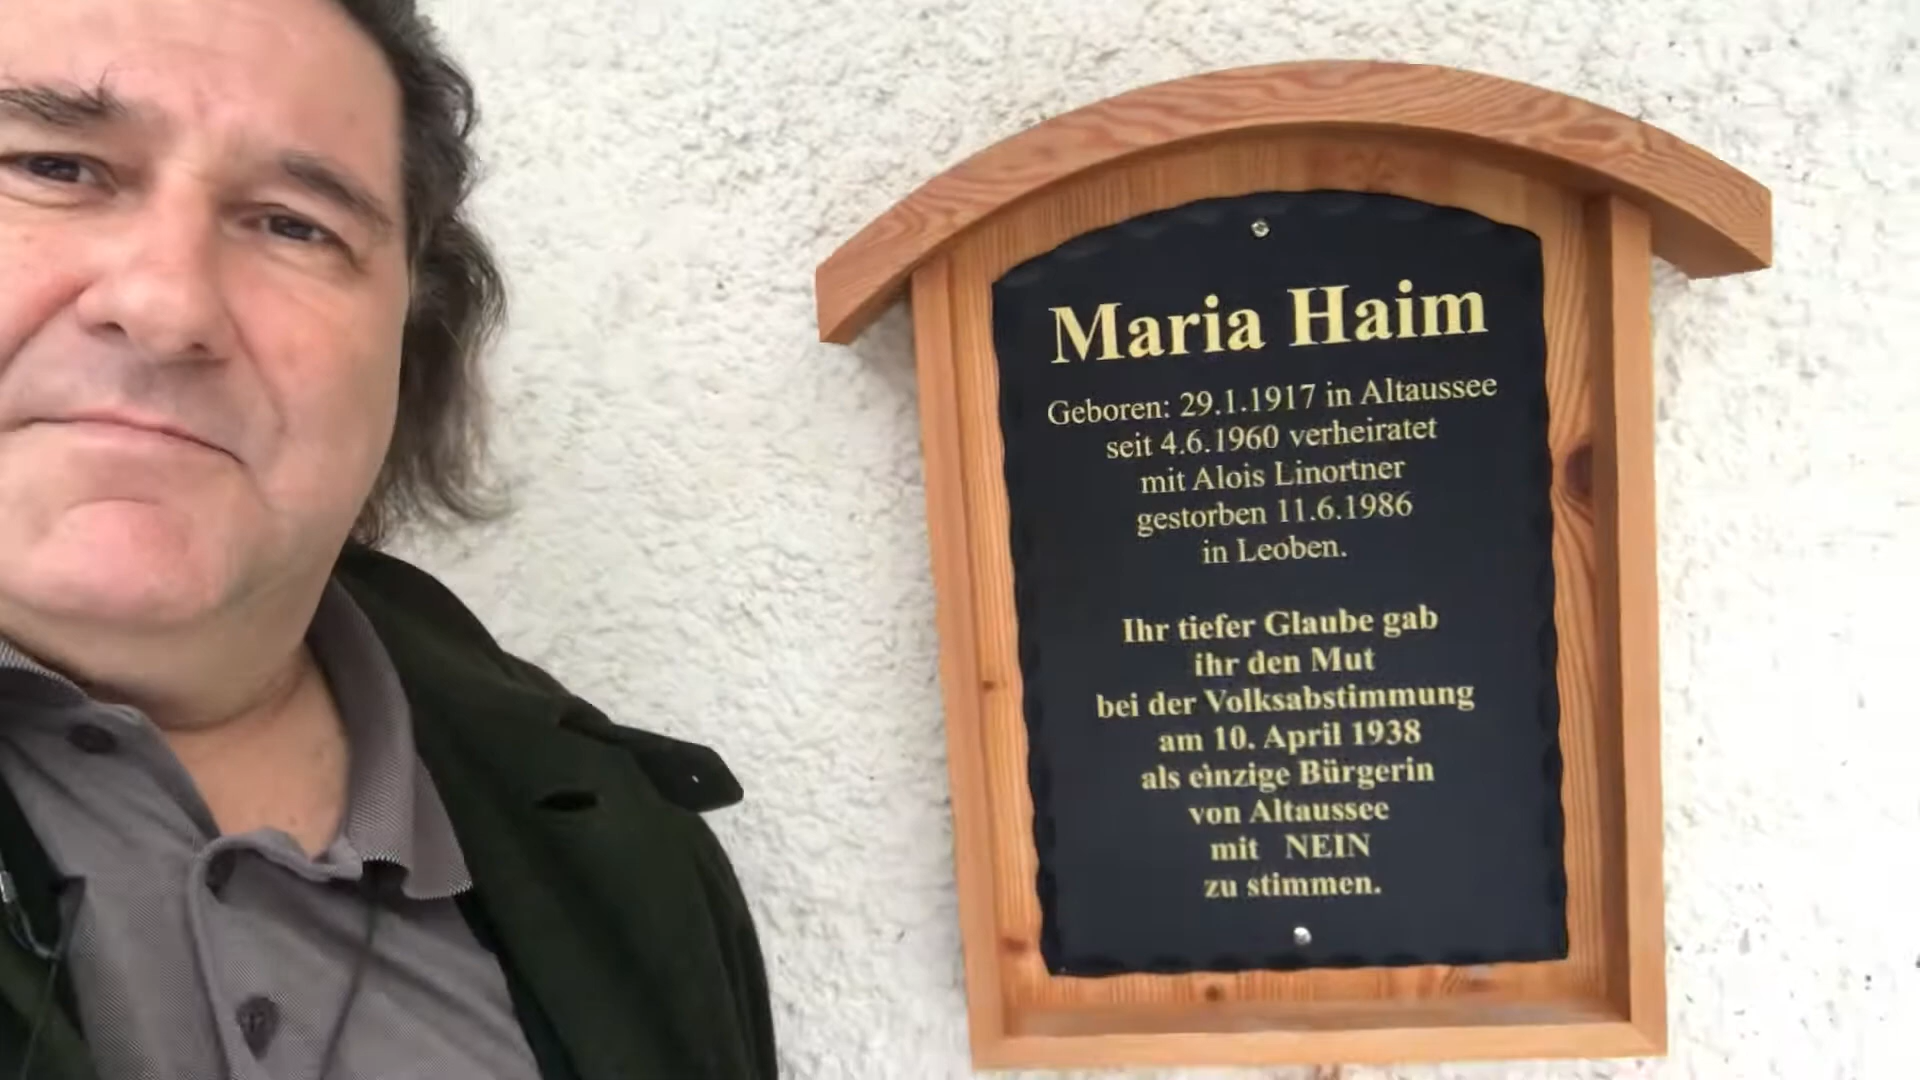 Maria Haim
Geboren: 29.1.1917 in Altaussee
seit 4.6.1960 verheiratet
mit Alois Linortner
gestorben 11.6.1986
in Leoben.
Ihr tiefer Glaube gab
ihr den Mut
bei der Volksabstimmung
am 10. April 1938
als einzige Bürgerin
von Altaussee
mit NEIN
zu stimmen.